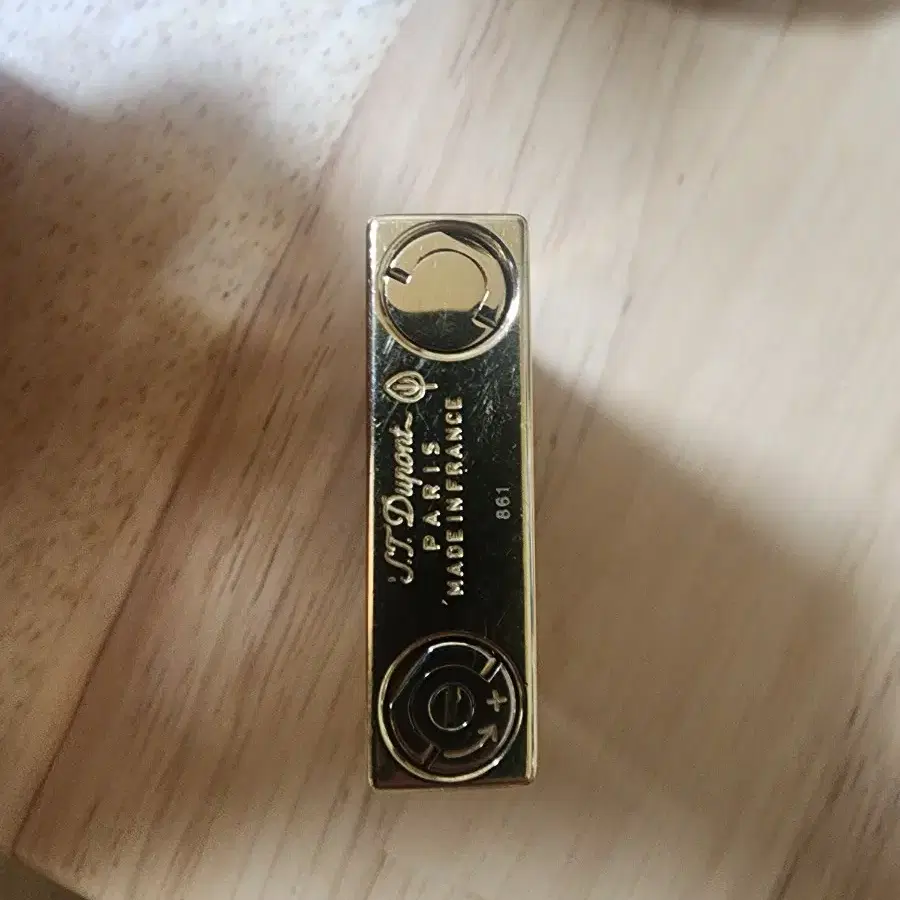 S.T. Dupont
PARIS
MADE IN FRANCE
861
+